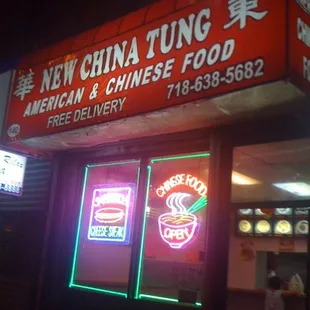 華 NEW CHINA TUNG 東
AMERICAN & CHINESE FOOD
FREE DELIVERY 718-638-5682
CHINESE FOOD
OPEN
CHEESE STEAK